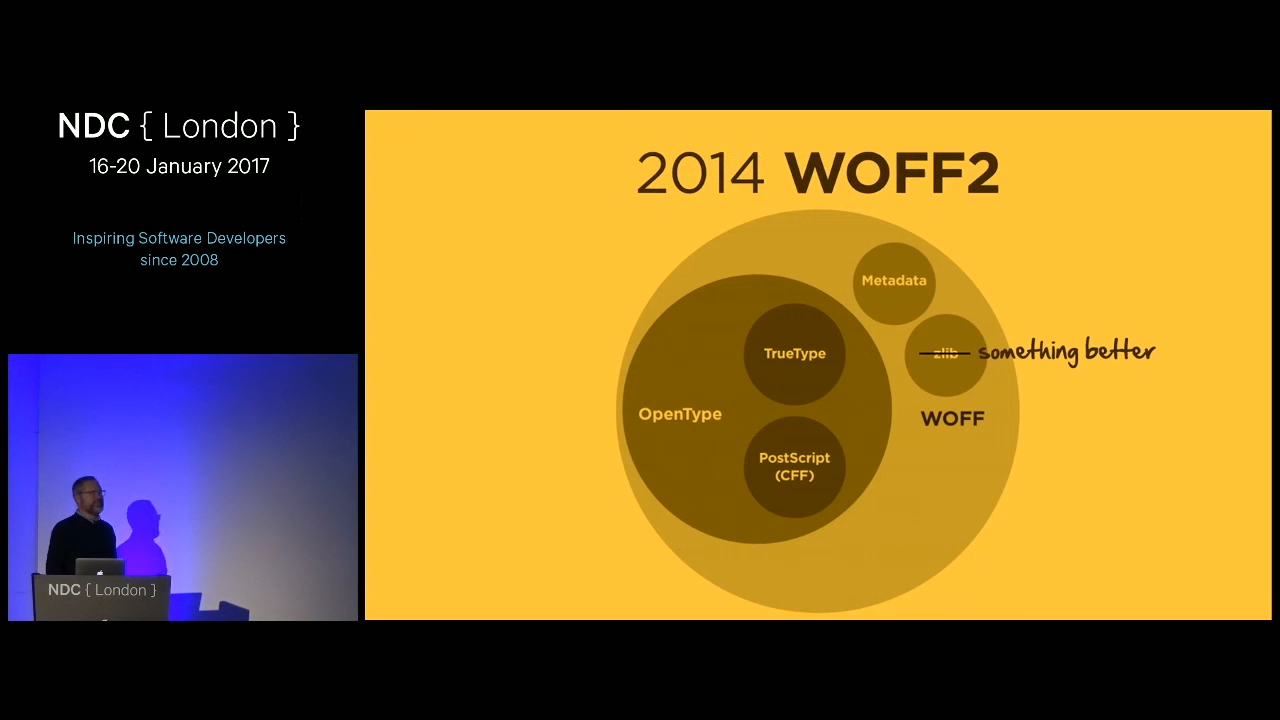 NDC { London }
16-20 January 2017
Inspiring Software Developers
since 2008
2014 WOFF2
Metadata
TrueType
zlib something better
OpenType
WOFF
PostScript
(CFF)
NDC { London }